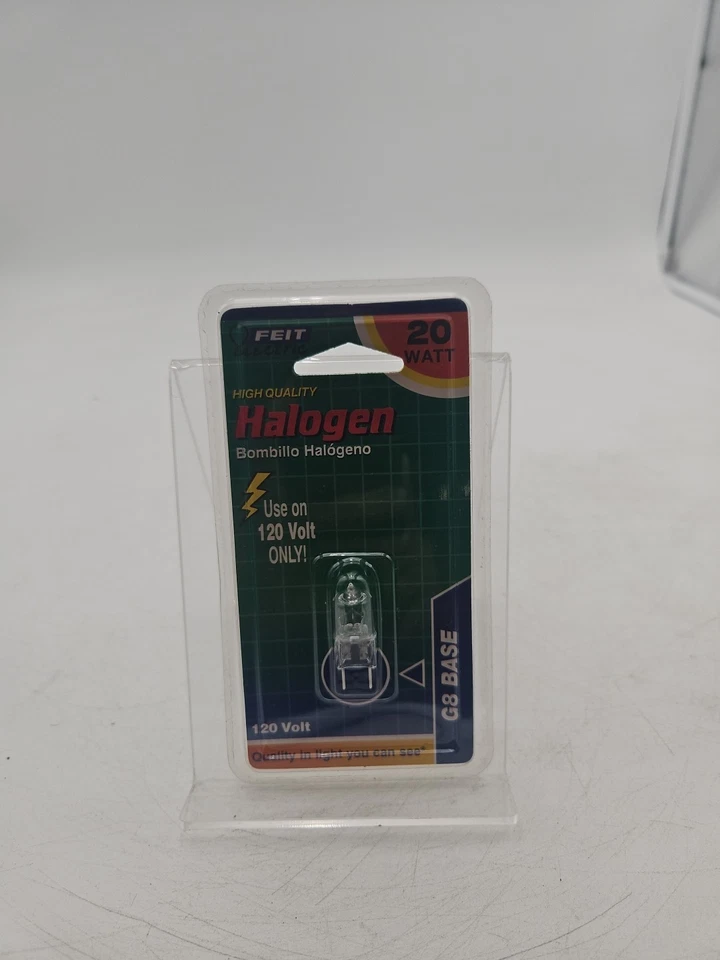 FEIT
electric
20
WATT
HIGH QUALITY
Halogen
Bombillo Halógeno
Use on
120 Volt
ONLY!
G8 BASE
120 Volt
Quality in light you can see